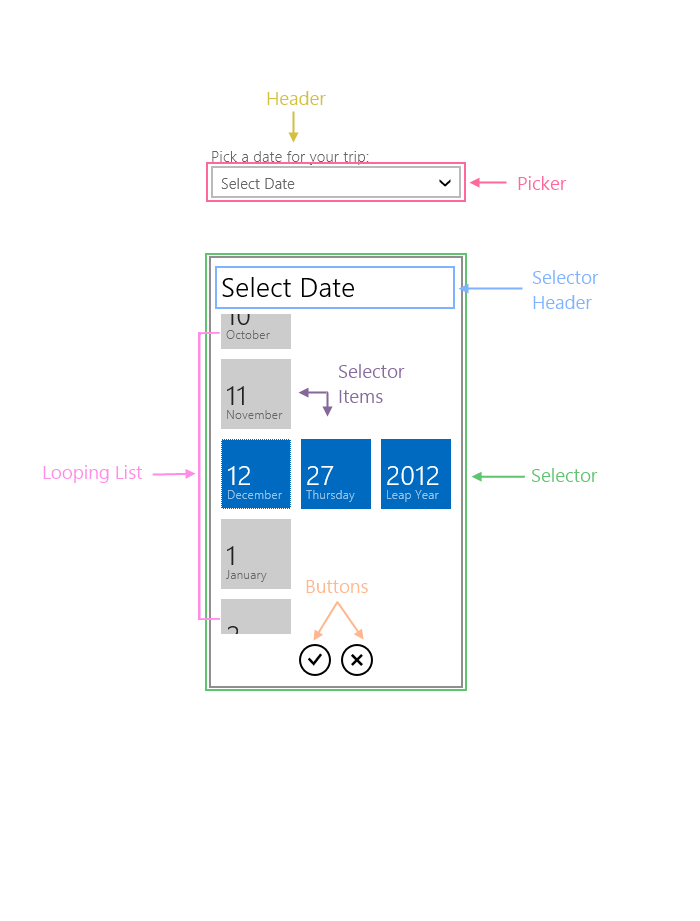 Header
Pick a date for your trip:
Select Date
Picker
Select Date
Selector
Header
10
October
11
November
Selector
Items
Looping List
12
December
27
Thursday
2012
Leap Year
Selector
1
January
Buttons
2